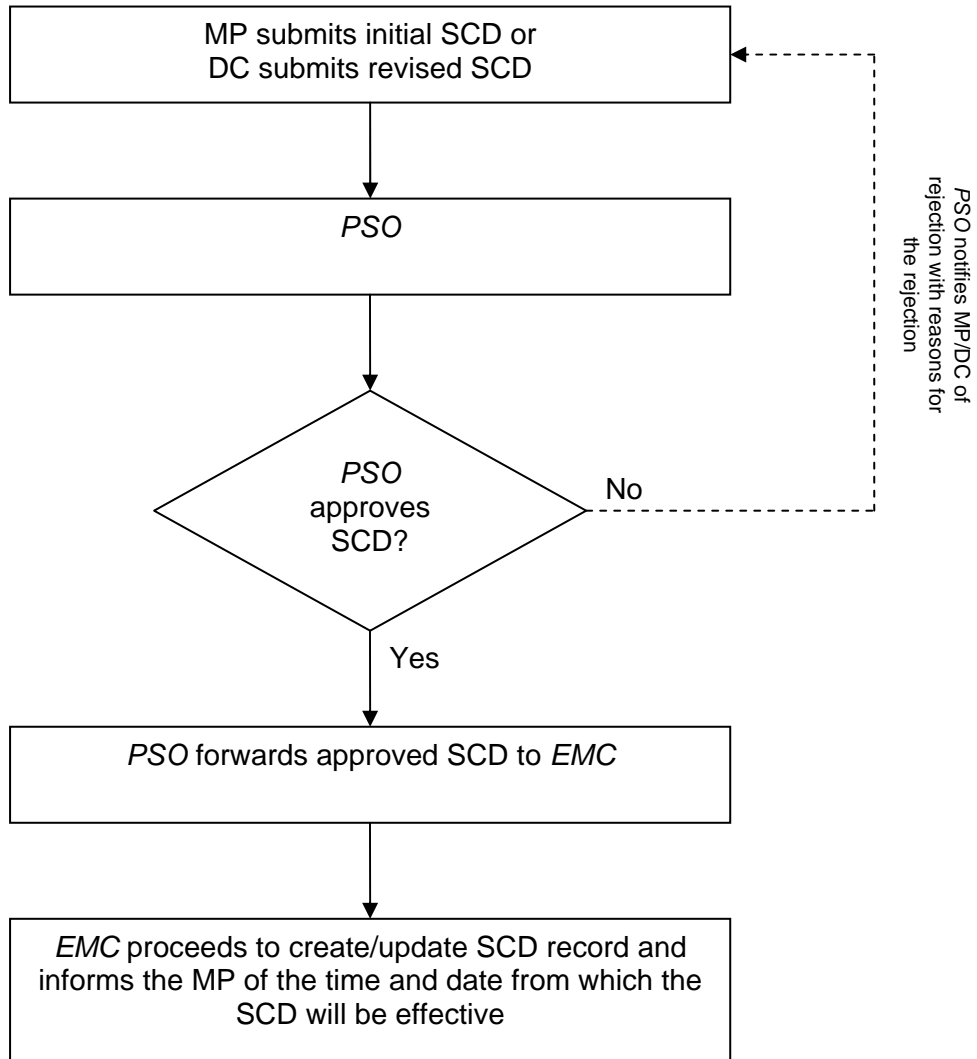 MP submits initial SCD or
DC submits revised SCD
PSO
PSO notifies MP/DC of
rejection with reasons for
the rejection
PSO
approves
SCD?
No
Yes
PSO forwards approved SCD to EMC
EMC proceeds to create/update SCD record and
informs the MP of the time and date from which the
SCD will be effective